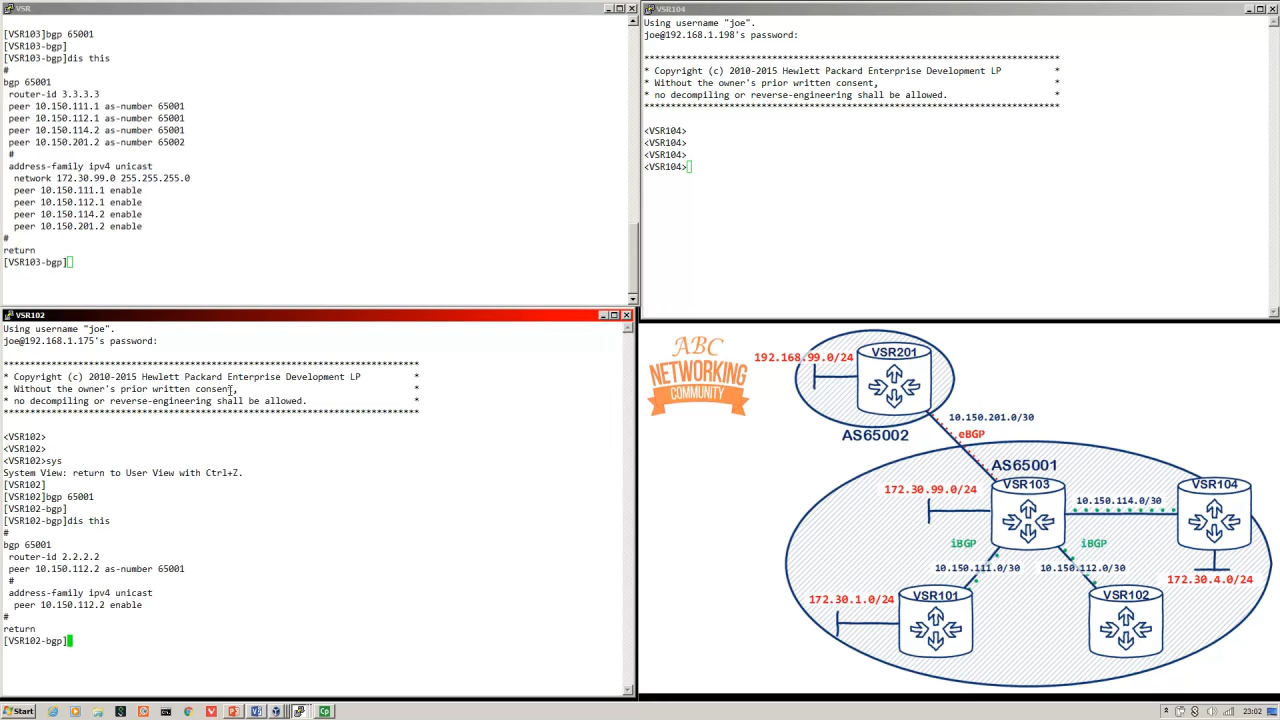 VSR
[VSR103]bgp 65001
[VSR103-bgp]
[VSR103-bgp]dis this
#
bgp 65001
 router-id 3.3.3.3
 peer 10.150.111.1 as-number 65001
 peer 10.150.112.1 as-number 65001
 peer 10.150.114.2 as-number 65001
 peer 10.150.201.2 as-number 65002
 #
 address-family ipv4 unicast
  network 172.30.99.0 255.255.255.0
  peer 10.150.111.1 enable
  peer 10.150.112.1 enable
  peer 10.150.114.2 enable
  peer 10.150.201.2 enable
#
return
[VSR103-bgp]
VSR104
Using username "joe".
joe@192.168.1.198's password:
******************************************************************************
* Copyright (c) 2010-2015 Hewlett Packard Enterprise Development LP          *
* Without the owner's prior written consent,                                 *
* no decompiling or reverse-engineering shall be allowed.                    *
******************************************************************************
<VSR104>
<VSR104>
<VSR104>
<VSR104>
VSR102
Using username "joe".
joe@192.168.1.175's password:
******************************************************************************
* Copyright (c) 2010-2015 Hewlett Packard Enterprise Development LP          *
* Without the owner's prior written consent,                                 *
* no decompiling or reverse-engineering shall be allowed.                    *
******************************************************************************
<VSR102>
<VSR102>
<VSR102>sys
System View: return to User View with Ctrl+Z.
[VSR102]
[VSR102]bgp 65001
[VSR102-bgp]
[VSR102-bgp]dis this
#
bgp 65001
 router-id 2.2.2.2
 peer 10.150.112.2 as-number 65001
 #
 address-family ipv4 unicast
  peer 10.150.112.2 enable
#
return
[VSR102-bgp]
ABC
NETWORKING
COMMUNITY
192.168.99.0/24
VSR201
10.150.201.0/30
AS65002
eBGP
AS65001
172.30.99.0/24
VSR103
10.150.114.0/30
VSR104
iBGP
iBGP
10.150.111.0/30
10.150.112.0/30
172.30.4.0/24
172.30.1.0/24
VSR101
VSR102
Start
23:02